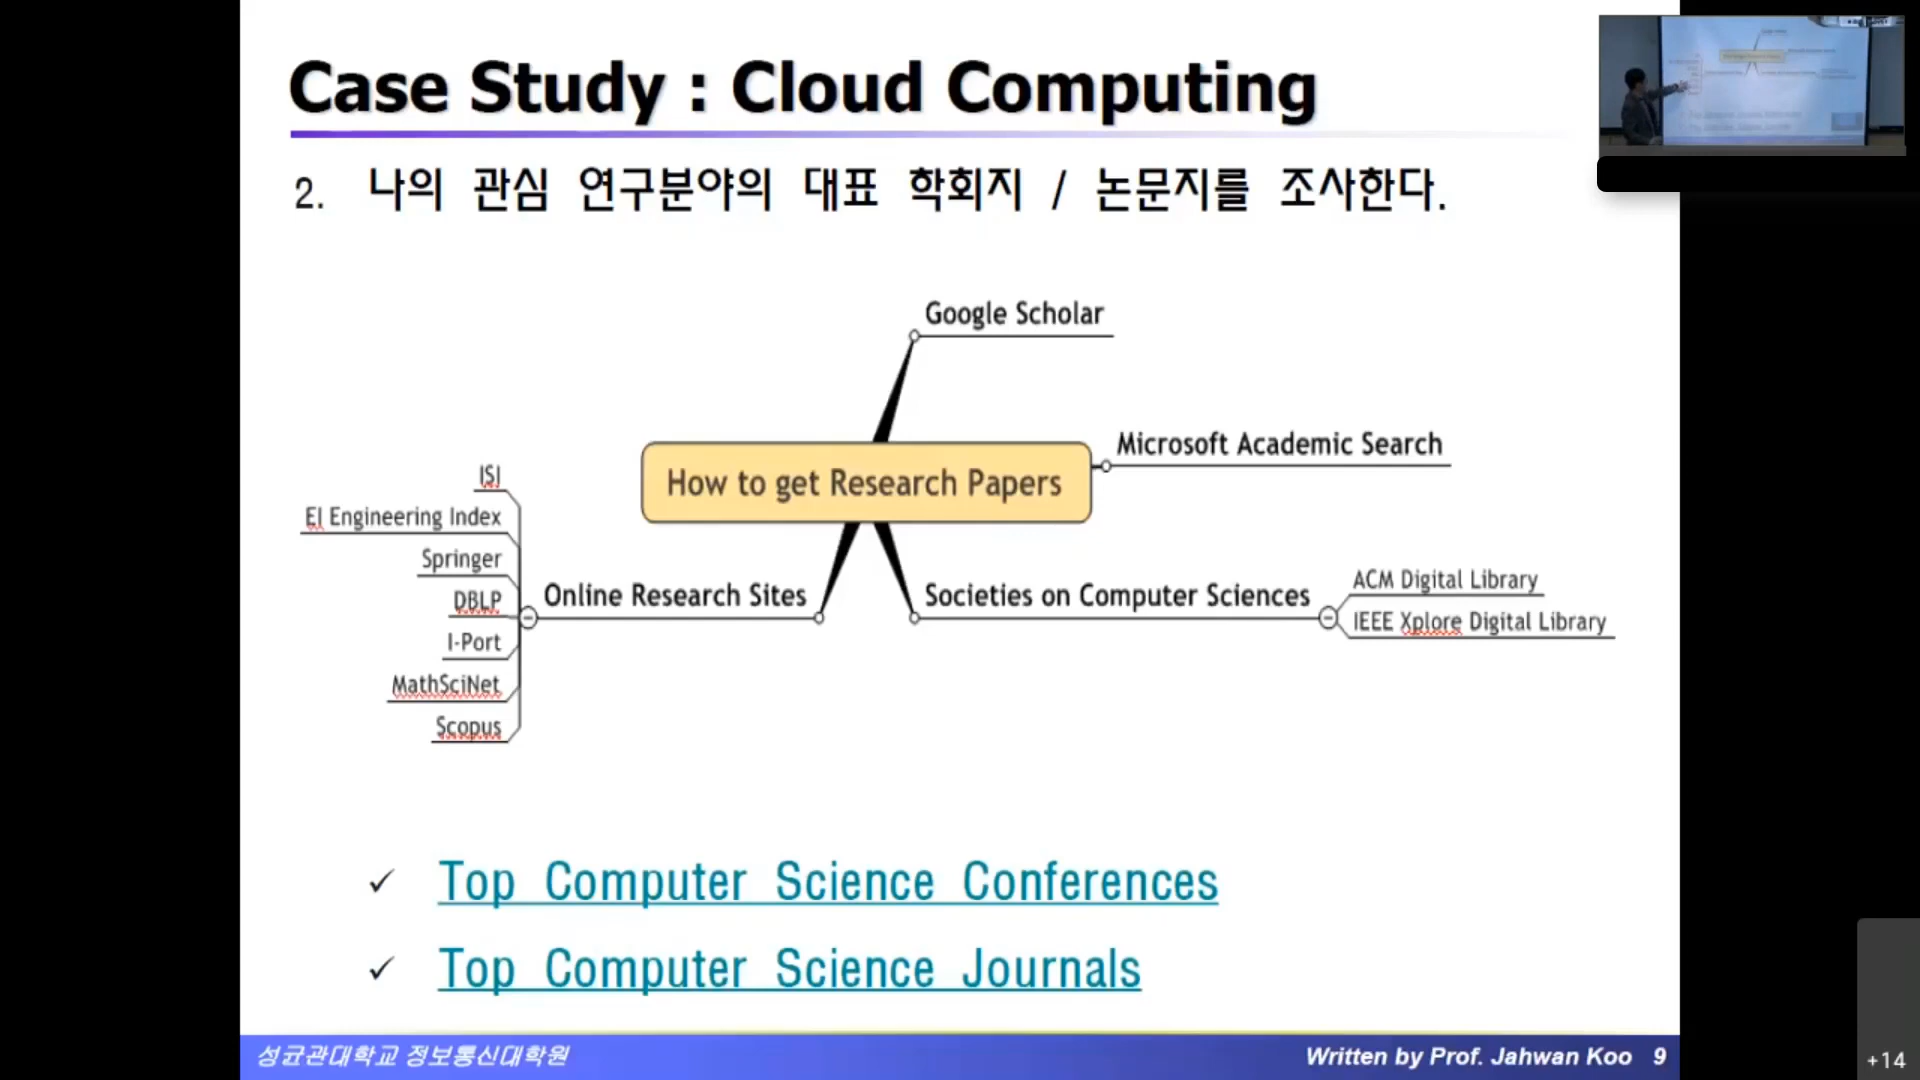 Case Study : Cloud Computing
2. 나의 관심 연구분야의 대표 학회지 / 논문지를 조사한다.
Google Scholar
Microsoft Academic Search
How to get Research Papers
ISI
EI Engineering Index
Springer
DBLP
I-Port
MathSciNet
Scopus
Online Research Sites
Societies on Computer Sciences
ACM Digital Library
IEEE Xplore Digital Library
✓ Top Computer Science Conferences
✓ Top Computer Science Journals
성균관대학교 정보통신대학원
Written by Prof. Jahwan Koo 9
+14